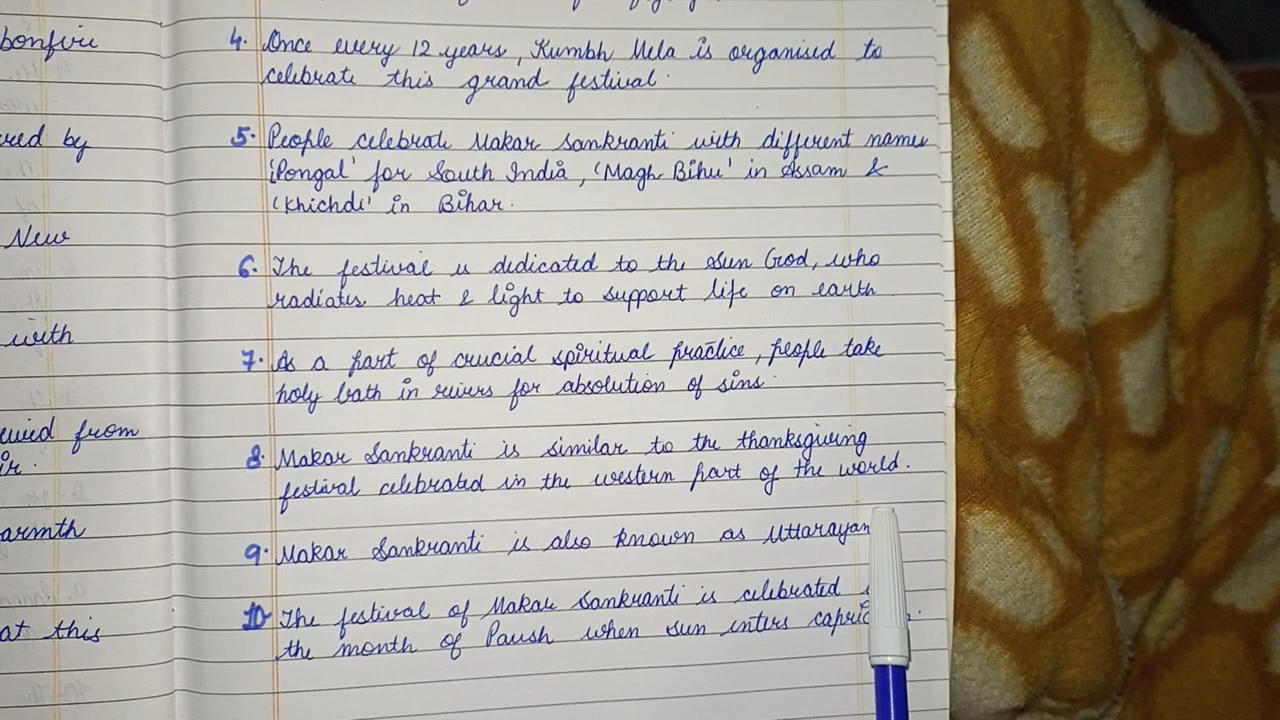 bonfire
red by
New
with
from
armth
at this
4. Once every 12 years, Kumbh Mela is organised to
celebrate this grand festival.
5. People celebrate Makar Sankranti with different names
'Pongal' for South India, 'Magh Bihu' in Assam &
'Khichdi' in Bihar.
6. The festival is dedicated to the Sun God, who
radiates heat & light to support life on earth
7. As a part of crucial spiritual practice, people take
holy bath in rivers for absolution of sins.
8. Makar Sankranti is similar to the thanksgiving
festival celebrated in the western part of the world.
9. Makar Sankranti is also known as Uttarayan
10 The festival of Makar Sankranti is celebrated
the month of Paush when sun enters